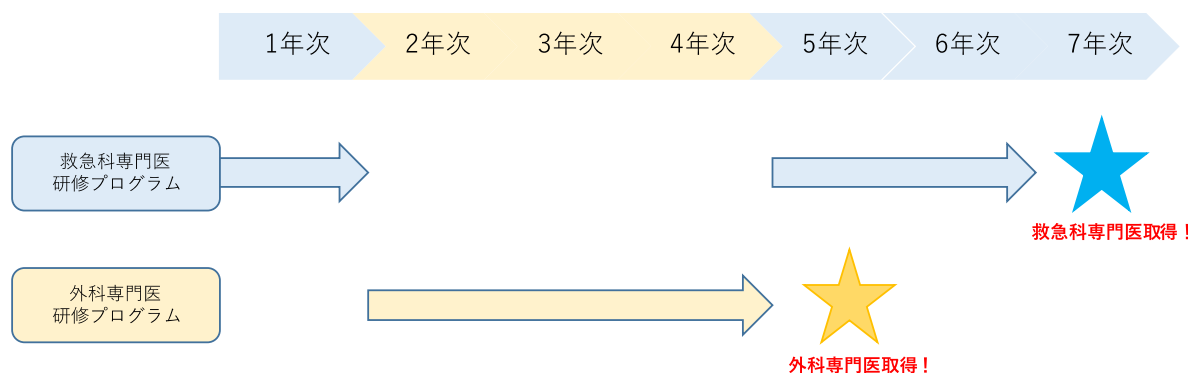 1年次 2年次 3年次 4年次 5年次 6年次 7年次
救急科専門医
研修プログラム
救急科専門医取得！
外科専門医
研修プログラム
外科専門医取得！